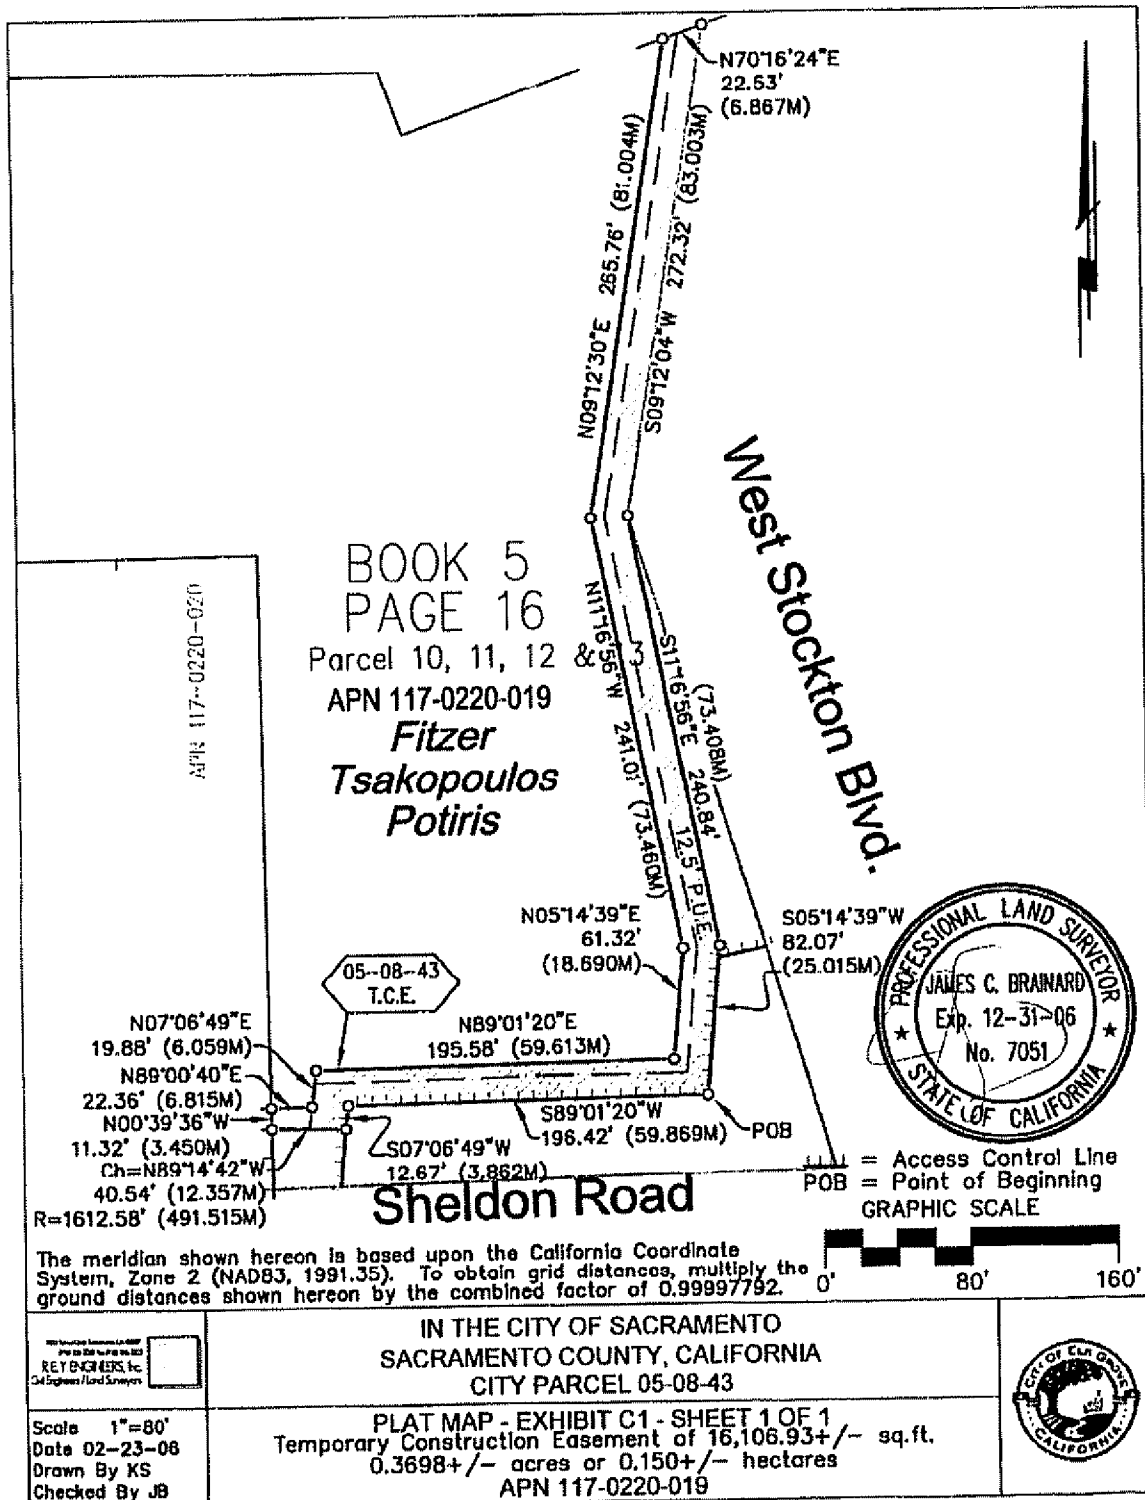 N70°16'24"E
22.53'
(6.867M)
N09°12'30"E 265.76' (81.004M)
S09°12'04"W 272.32' (83.003M)
West Stockton Blvd.
BOOK 5
PAGE 16
Parcel 10, 11, 12 & 13
APN 117-0220-019
Fitzer
Tsakopoulos
Potiris
APN 117-0220-020
N11°16'56"W 241.01' (73.460M)
S11°16'56"E 240.84'
(73.408M)
12.5' P.U.E.
N05°14'39"E
61.32'
(18.690M)
S05°14'39"W
82.07'
(25.015M)
05-08-43
T.C.E.
N07°06'49"E
19.88' (6.059M)
N89°00'40"E
22.36' (6.815M)
N00°39'36"W
11.32' (3.450M)
Ch=N89°14'42"W
40.54' (12.357M)
R=1612.58' (491.515M)
N89°01'20"E
195.58' (59.613M)
S89°01'20"W
196.42' (59.869M)
POB
S07°06'49"W
12.67' (3.862M)
Sheldon Road
PROFESSIONAL LAND SURVEYOR
JAMES C. BRAINARD
Exp. 12-31-06
No. 7051
STATE OF CALIFORNIA
= Access Control Line
POB = Point of Beginning
GRAPHIC SCALE
0' 80' 160'
The meridian shown hereon is based upon the California Coordinate
System, Zone 2 (NAD83, 1991.35). To obtain grid distances, multiply the
ground distances shown hereon by the combined factor of 0.99997792.
R.E.Y. ENGINEERS, Inc.
Civil Engineers / Land Surveyors
IN THE CITY OF SACRAMENTO
SACRAMENTO COUNTY, CALIFORNIA
CITY PARCEL 05-08-43
CITY OF ELK GROVE
CALIFORNIA
Scale 1"=80'
Date 02-23-06
Drawn By KS
Checked By JB
PLAT MAP - EXHIBIT C1 - SHEET 1 OF 1
Temporary Construction Easement of 16,106.93+/- sq.ft.
0.3698+/- acres or 0.150+/- hectares
APN 117-0220-019